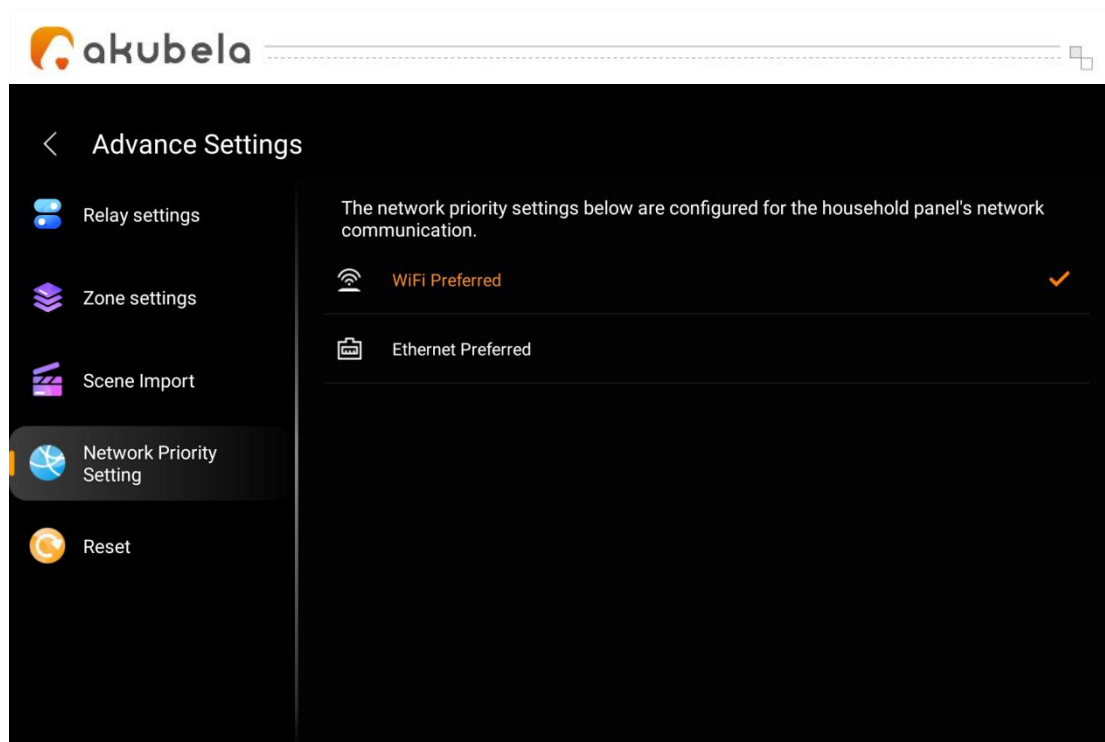 akubela
Advance Settings
Relay settings
Zone settings
Scene Import
Network Priority
Setting
Reset
The network priority settings below are configured for the household panel's network
communication.
WiFi Preferred
Ethernet Preferred